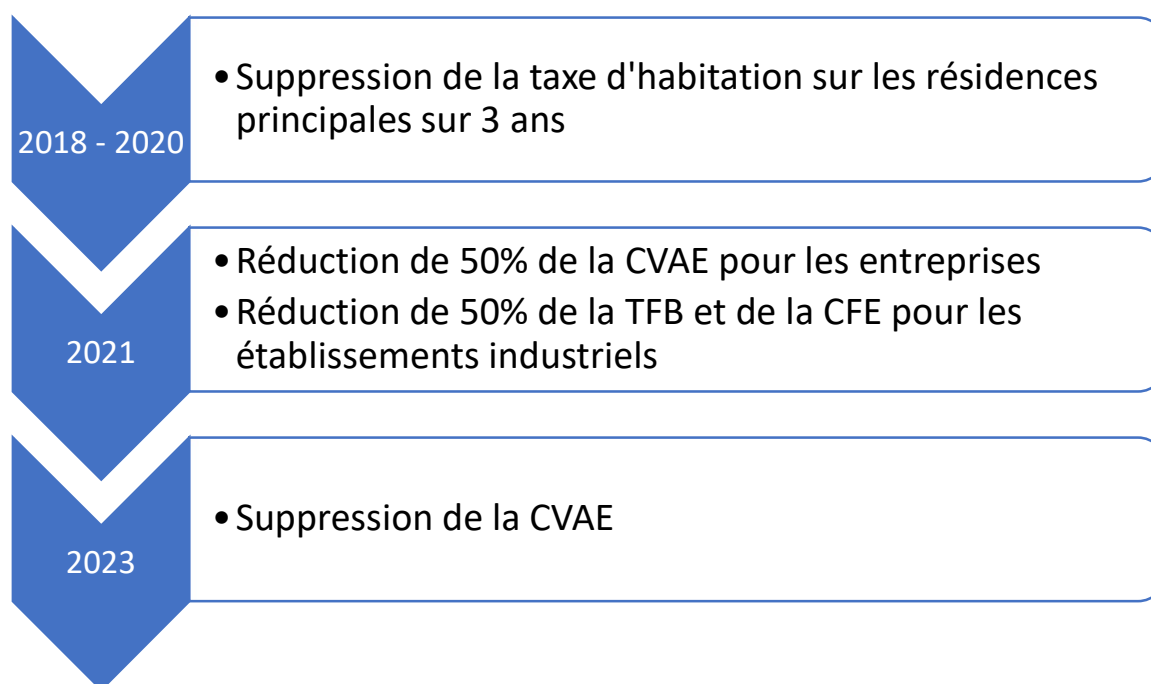 2018 - 2020
•Suppression de la taxe d'habitation sur les résidences
principales sur 3 ans
2021
•Réduction de 50% de la CVAE pour les entreprises
•Réduction de 50% de la TFB et de la CFE pour les
établissements industriels
2023
•Suppression de la CVAE